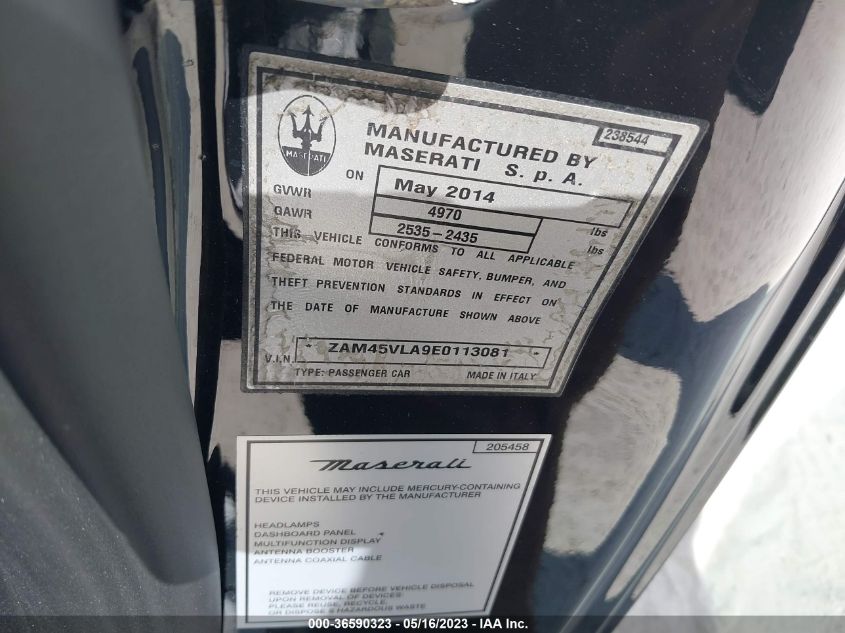 238544
MASERATI
MANUFACTURED BY
MASERATI S. p. A.
ON May 2014
GVWR 4970 lbs
GAWR 2535-2435 lbs
THIS VEHICLE CONFORMS TO ALL APPLICABLE
FEDERAL MOTOR VEHICLE SAFETY, BUMPER, AND
THEFT PREVENTION STANDARDS IN EFFECT ON
THE DATE OF MANUFACTURE SHOWN ABOVE
V.I.N. * ZAM45VLA9E0113081 *
TYPE: PASSENGER CAR MADE IN ITALY
205458
Maserati
THIS VEHICLE MAY INCLUDE MERCURY-CONTAINING
DEVICE INSTALLED BY THE MANUFACTURER
HEADLAMPS
DASHBOARD PANEL
MULTIFUNCTION DISPLAY
ANTENNA BOOSTER
ANTENNA COAXIAL CABLE
REMOVE DEVICE BEFORE VEHICLE DISPOSAL
UPON REMOVAL OF DEVICES:
PLEASE REUSE, RECYCLE,
OR DISPOSE S HAZARDOUS WASTE
000-36590323 - 05/16/2023 - IAA Inc.